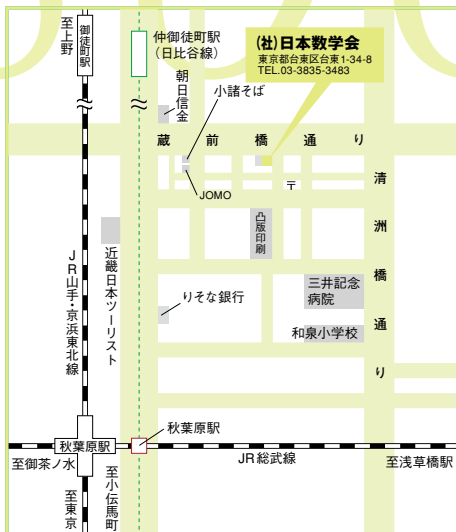 至上野
御徒町駅
仲御徒町駅
(日比谷線)
(社)日本数学会
東京都台東区台東1-34-8
TEL.03-3835-3483
朝日信金
小諸そば
蔵前橋通り
JOMO
〒
清洲橋通り
凸版印刷
近畿日本ツーリスト
JR山手・京浜東北線
りそな銀行
三井記念
病院
和泉小学校
秋葉原駅
秋葉原駅
JR総武線
至御茶ノ水
至浅草橋駅
至東京
至小伝馬町